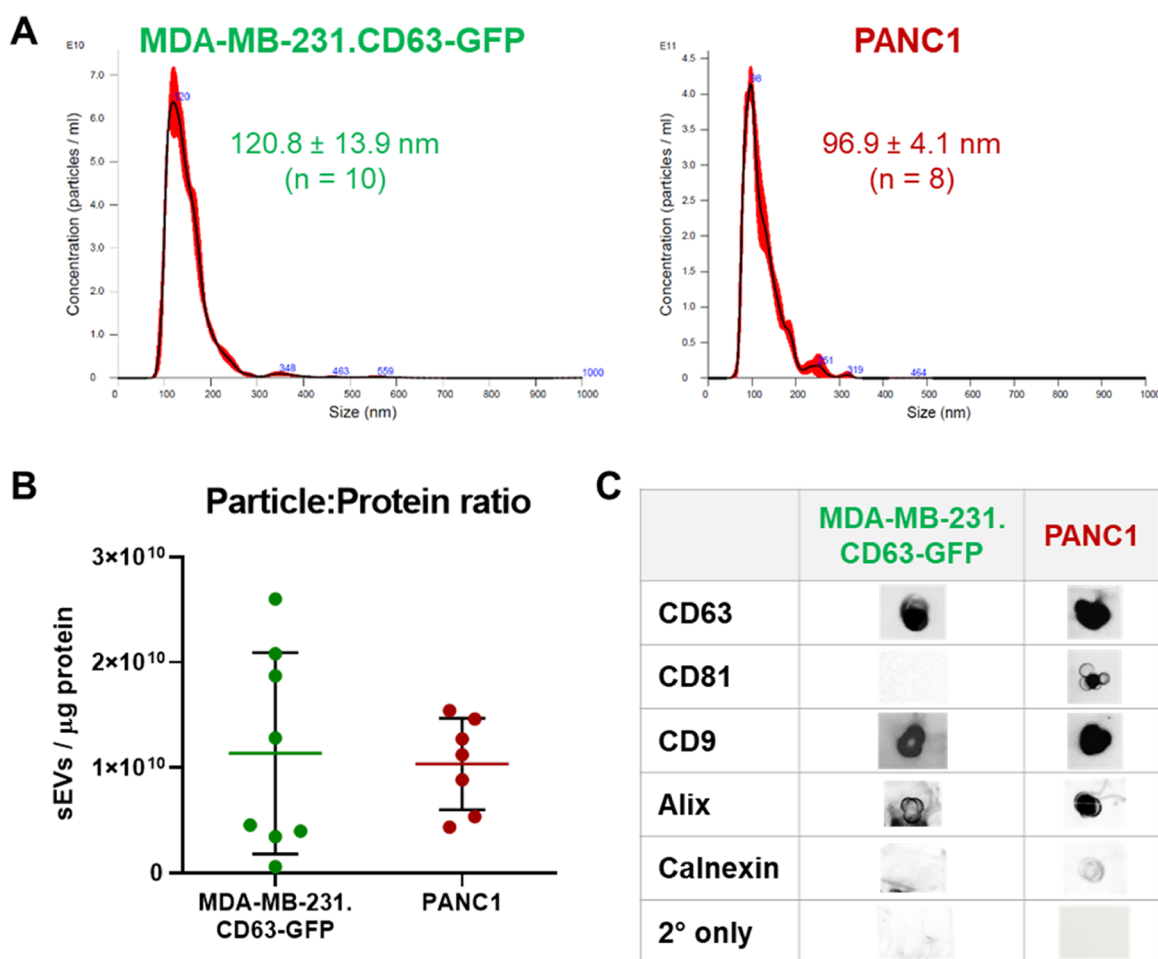 A
MDA-MB-231.CD63-GFP
E10
Concentration (particles / ml)
7.0
6.0
5.0
4.0
3.0
2.0
1.0
0
120.8 ± 13.9 nm
(n = 10)
348
463
559
1000
0 100 200 300 400 500 600 700 800 900 1000
Size (nm)
PANC1
E11
Concentration (particles / ml)
4.5
4.0
3.5
3.0
2.5
2.0
1.5
1.0
0.5
0
98
96.9 ± 4.1 nm
(n = 8)
319
464
0 100 200 300 400 500 600 700 800 900 1000
Size (nm)
B
Particle:Protein ratio
sEVs / µg protein
3×10¹⁰
2×10¹⁰
1×10¹⁰
0
MDA-MB-231.
CD63-GFP
PANC1
C
MDA-MB-231.
CD63-GFP
PANC1
CD63
CD81
CD9
Alix
Calnexin
2° only